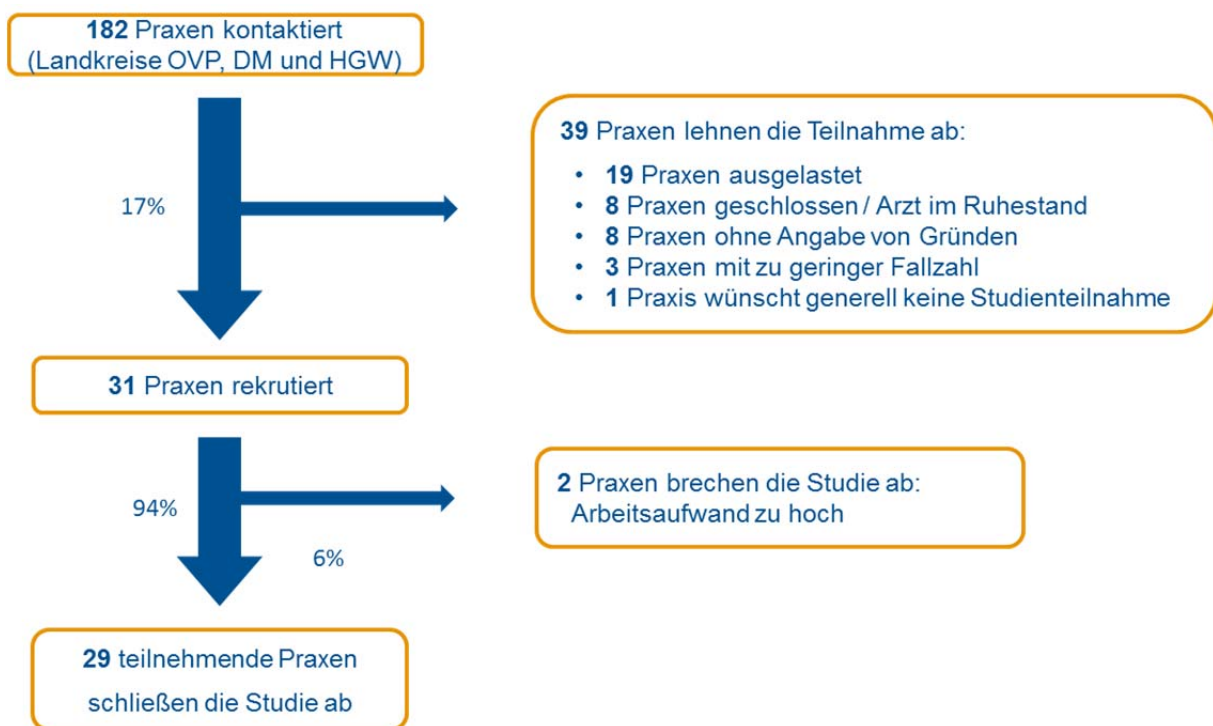 182 Praxen kontaktiert
(Landkreise OVP, DM und HGW)
39 Praxen lehnen die Teilnahme ab:
• 19 Praxen ausgelastet
• 8 Praxen geschlossen / Arzt im Ruhestand
• 8 Praxen ohne Angabe von Gründen
• 3 Praxen mit zu geringer Fallzahl
• 1 Praxis wünscht generell keine Studienteilnahme
17%
31 Praxen rekrutiert
2 Praxen brechen die Studie ab:
Arbeitsaufwand zu hoch
94%
6%
29 teilnehmende Praxen
schließen die Studie ab